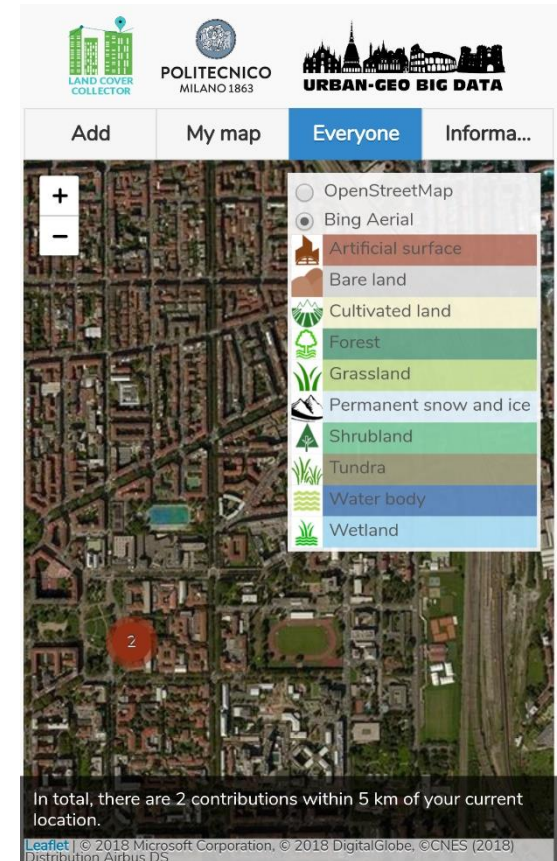 LAND COVER
COLLECTOR
POLITECNICO
MILANO 1863
URBAN-GEO BIG DATA
Add
My map
Everyone
Informa...
+
−
OpenStreetMap
Bing Aerial
Artificial surface
Bare land
Cultivated land
Forest
Grassland
Permanent snow and ice
Shrubland
Tundra
Water body
Wetland
2
In total, there are 2 contributions within 5 km of your current
location.
Leaflet | © 2018 Microsoft Corporation, © 2018 DigitalGlobe, ©CNES (2018)
Distribution Airbus DS